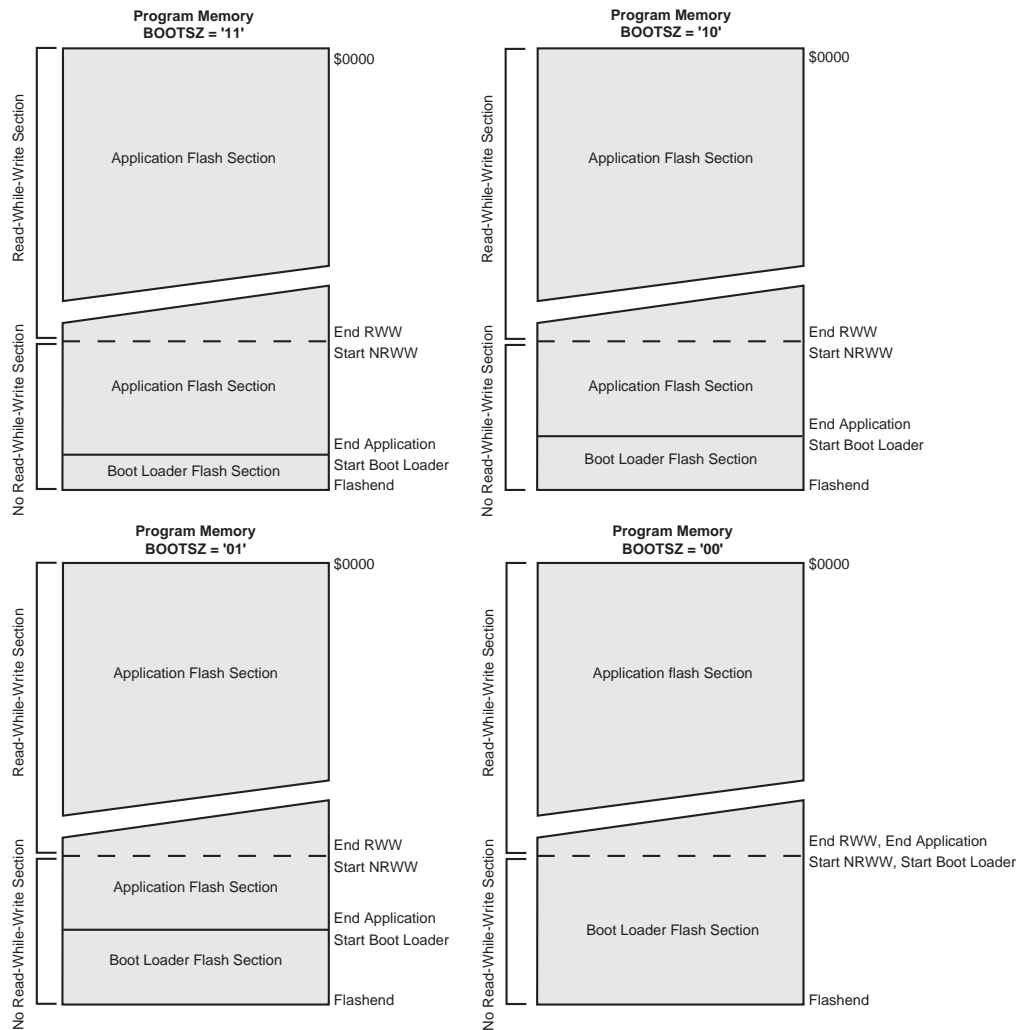 Program Memory
BOOTSZ = '11'
$0000
Read-While-Write Section
Application Flash Section
End RWW
Start NRWW
No Read-While-Write Section
Application Flash Section
End Application
Start Boot Loader
Boot Loader Flash Section
Flashend
Program Memory
BOOTSZ = '10'
$0000
Read-While-Write Section
Application Flash Section
End RWW
Start NRWW
No Read-While-Write Section
Application Flash Section
End Application
Start Boot Loader
Boot Loader Flash Section
Flashend
Program Memory
BOOTSZ = '01'
$0000
Read-While-Write Section
Application Flash Section
End RWW
Start NRWW
No Read-While-Write Section
Application Flash Section
End Application
Start Boot Loader
Boot Loader Flash Section
Flashend
Program Memory
BOOTSZ = '00'
$0000
Read-While-Write Section
Application flash Section
End RWW, End Application
Start NRWW, Start Boot Loader
No Read-While-Write Section
Boot Loader Flash Section
Flashend